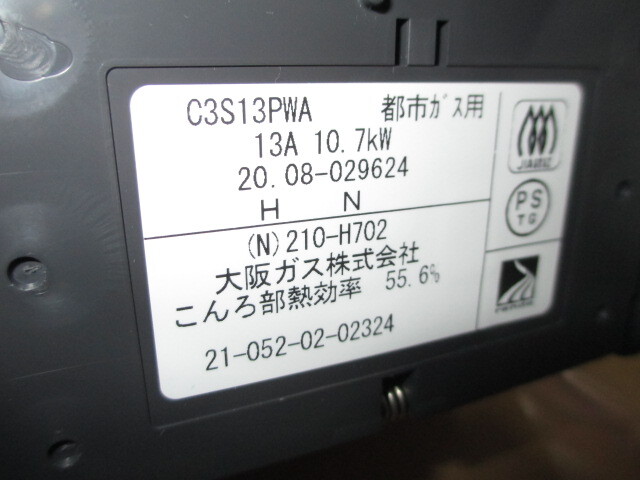 C3S13PWA 都市ｶﾞｽ用
13A 10.7kW
20.08-029624
H N
(N)210-H702
大阪ガス株式会社
こんろ部熱効率 55.6%
21-052-02-02324
JIA
PS
TG